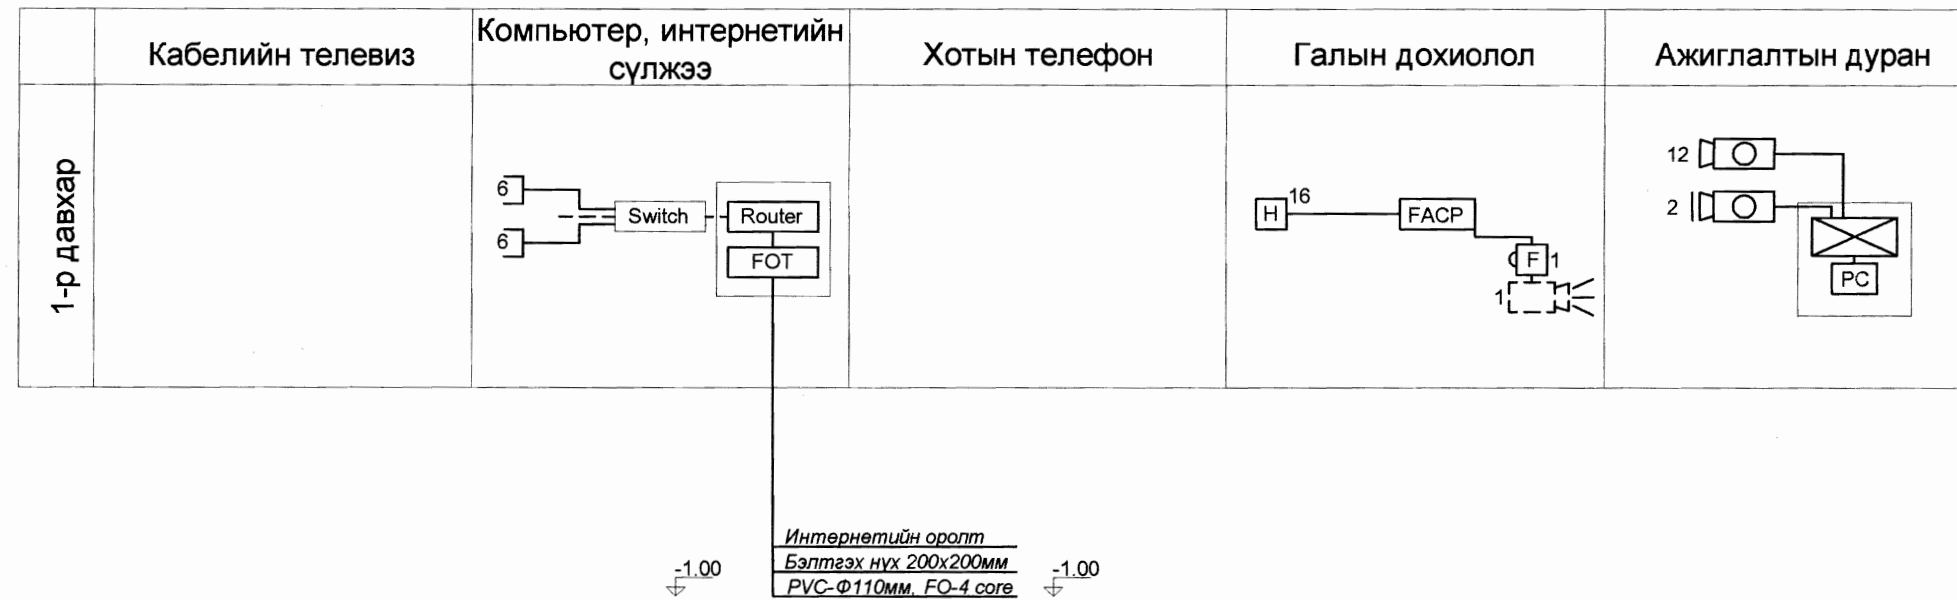 Кабелийн телевиз
Компьютер, интернетийн
сүлжээ
Хотын телефон
Галын дохиолол
Ажиглалтын дуран
1-р давхар
6
6
Switch
Router
FOT
H
16
FACP
F
1
1
12
2
PC
Интернетийн оролт
Бэлтгэх нүх 200х200мм
PVC-Ф110мм, FO-4 core
-1.00
-1.00